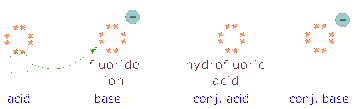 fluoride
ion
hydrofluoric
acid
acid
base
conj. acid
conj. base